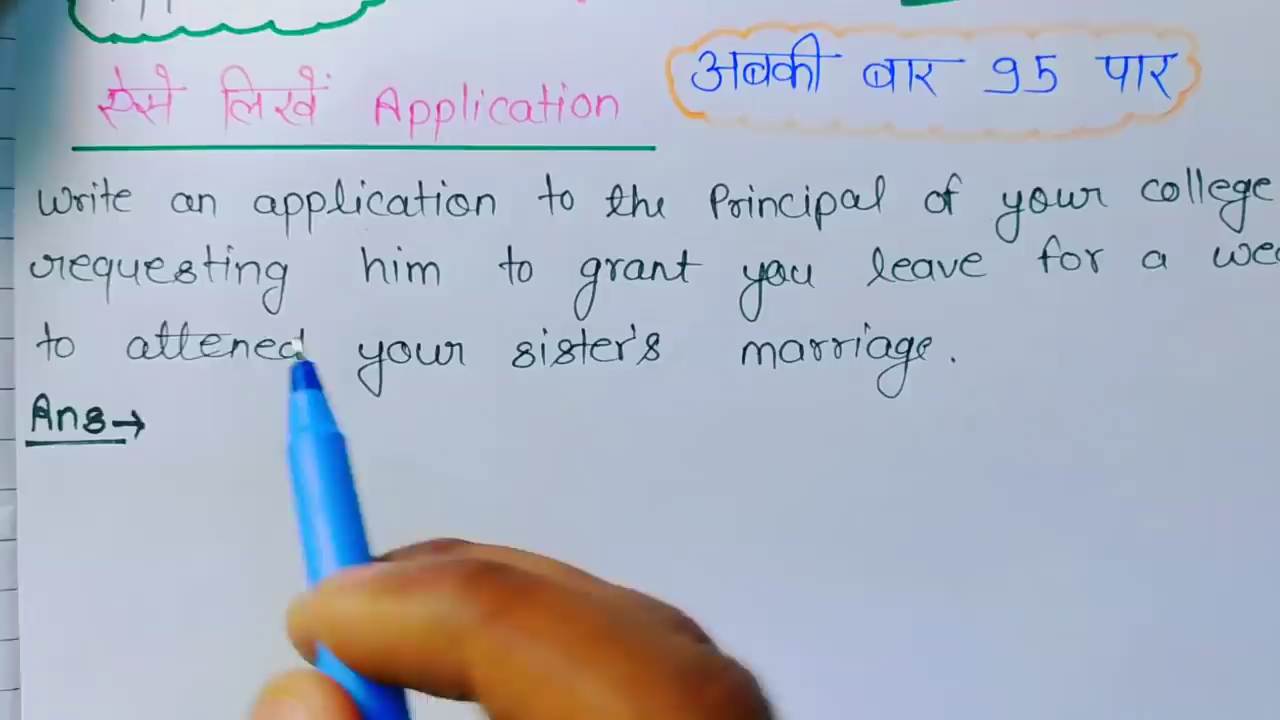 ऐसे लिखें Application
अबकी बार 95 पार
Write an application to the Principal of your college
requesting him to grant you leave for a wee
to attened your sister's marriage.
Ans→